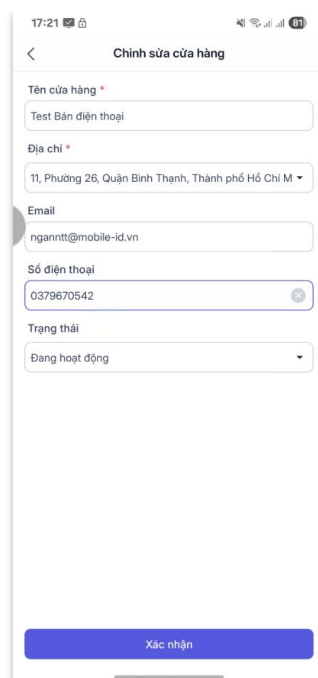 17:21 81
Chỉnh sửa cửa hàng
Tên cửa hàng *
Test Bán điện thoại
Địa chỉ *
11, Phường 26, Quận Bình Thạnh, Thành phố Hồ Chí M
Email
nganntt@mobile-id.vn
Số điện thoại
0379670542
Trạng thái
Đang hoạt động
Xác nhận